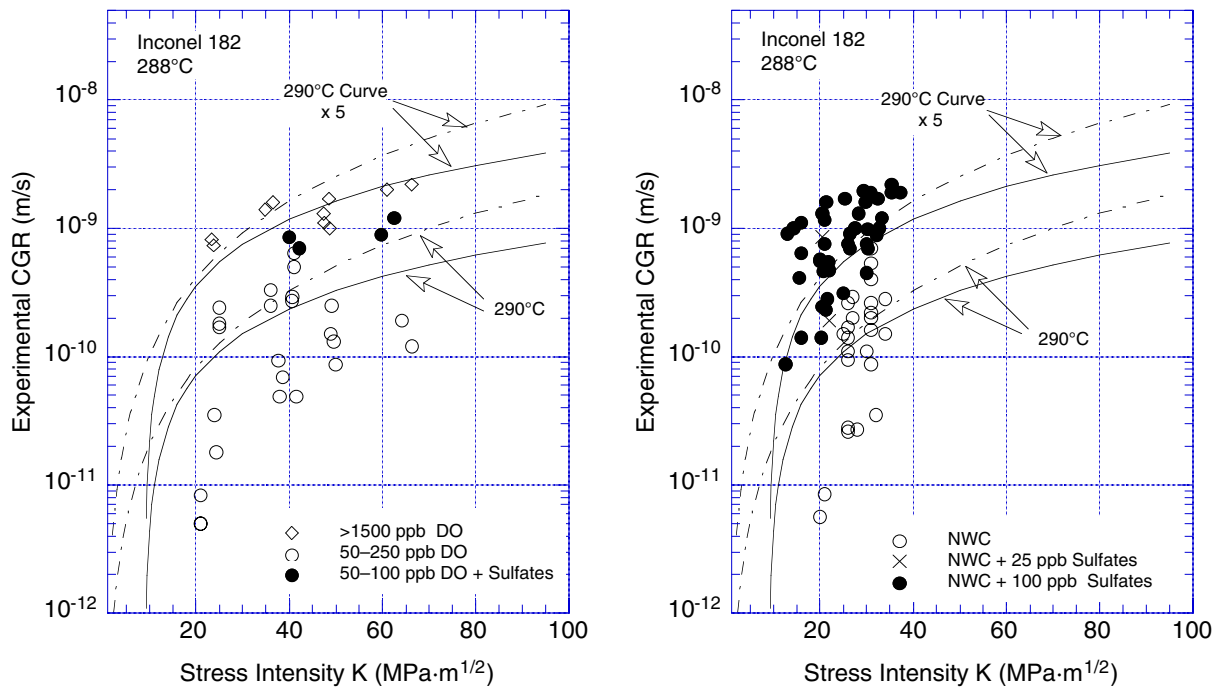 Inconel 182
288°C
290°C Curve
x 5
290°C
>1500 ppb DO
50–250 ppb DO
50–100 ppb DO + Sulfates
10-8
10-9
10-10
10-11
10-12
20
40
60
80
100
Experimental CGR (m/s)
Stress Intensity K (MPa·m1/2)
Inconel 182
288°C
290°C Curve
x 5
290°C
NWC
NWC + 25 ppb Sulfates
NWC + 100 ppb Sulfates
10-8
10-9
10-10
10-11
10-12
20
40
60
80
100
Experimental CGR (m/s)
Stress Intensity K (MPa·m1/2)